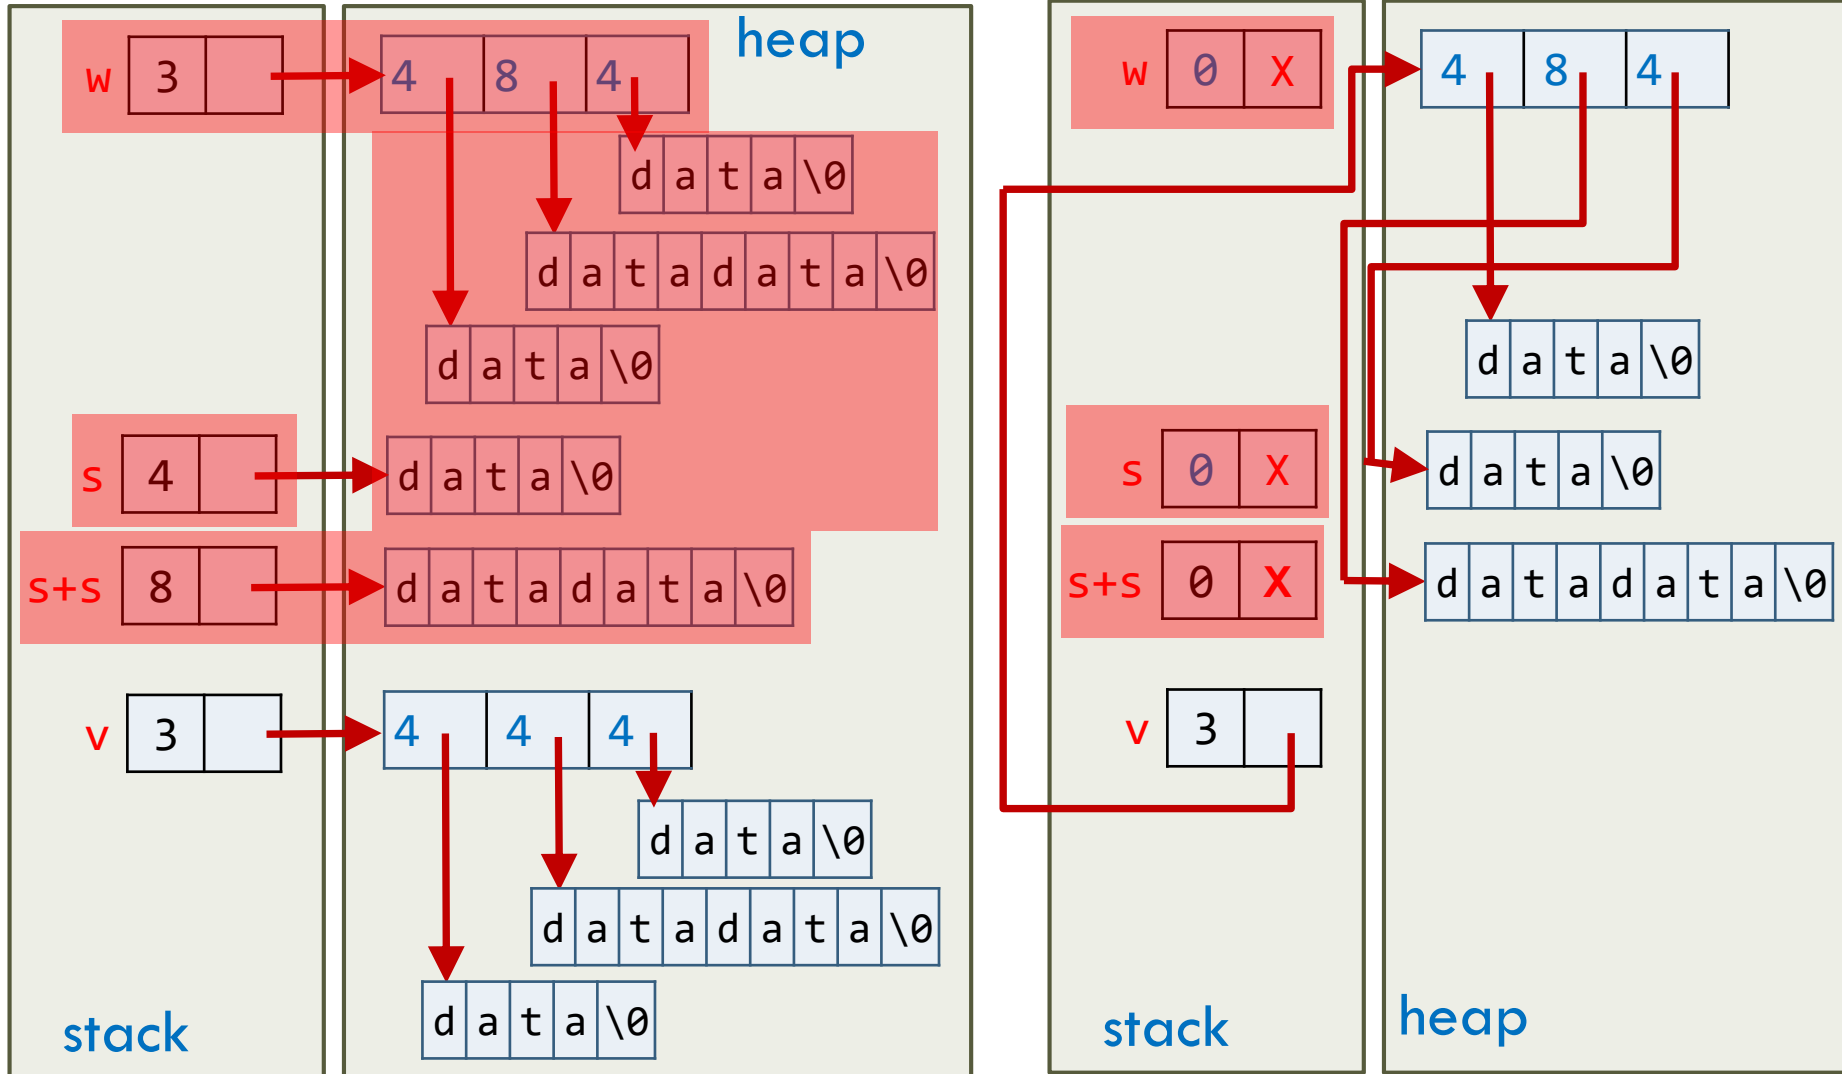 heap
w 3 4 8 4
d a t a \0
d a t a d a t a \0
d a t a \0
s 4 d a t a \0
s+s 8 d a t a d a t a \0
v 3 4 4 4
d a t a \0
d a t a d a t a \0
d a t a \0
stack
w 0 X 4 8 4
d a t a \0
s 0 X d a t a \0
s+s 0 X d a t a d a t a \0
v 3
stack
heap